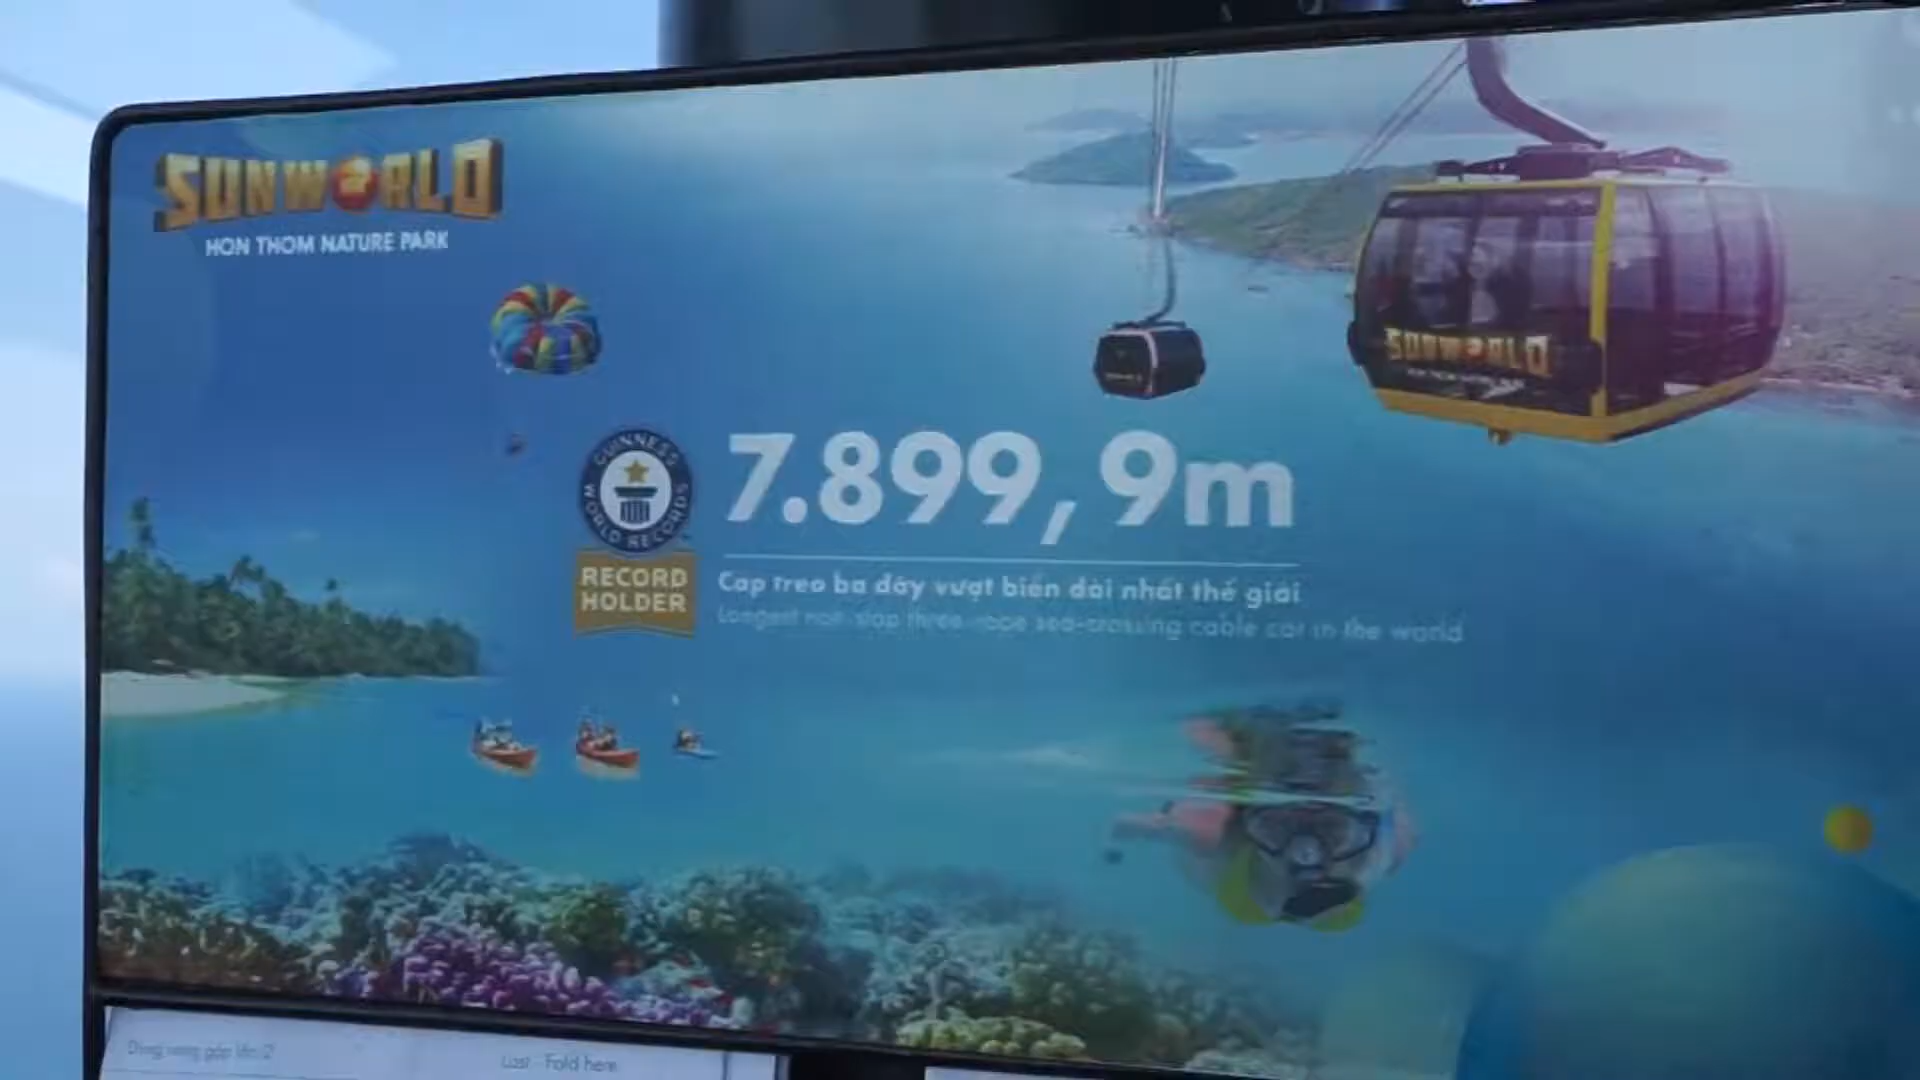 SUNWORLD
HON THOM NATURE PARK
SUNWORLD
GUINNESS WORLD RECORDS
7.899,9m
RECORD HOLDER
Cáp treo ba dây vượt biển dài nhất thế giới
Longest non-stop three-rope sea-crossing cable car in the world
Last - Fold here